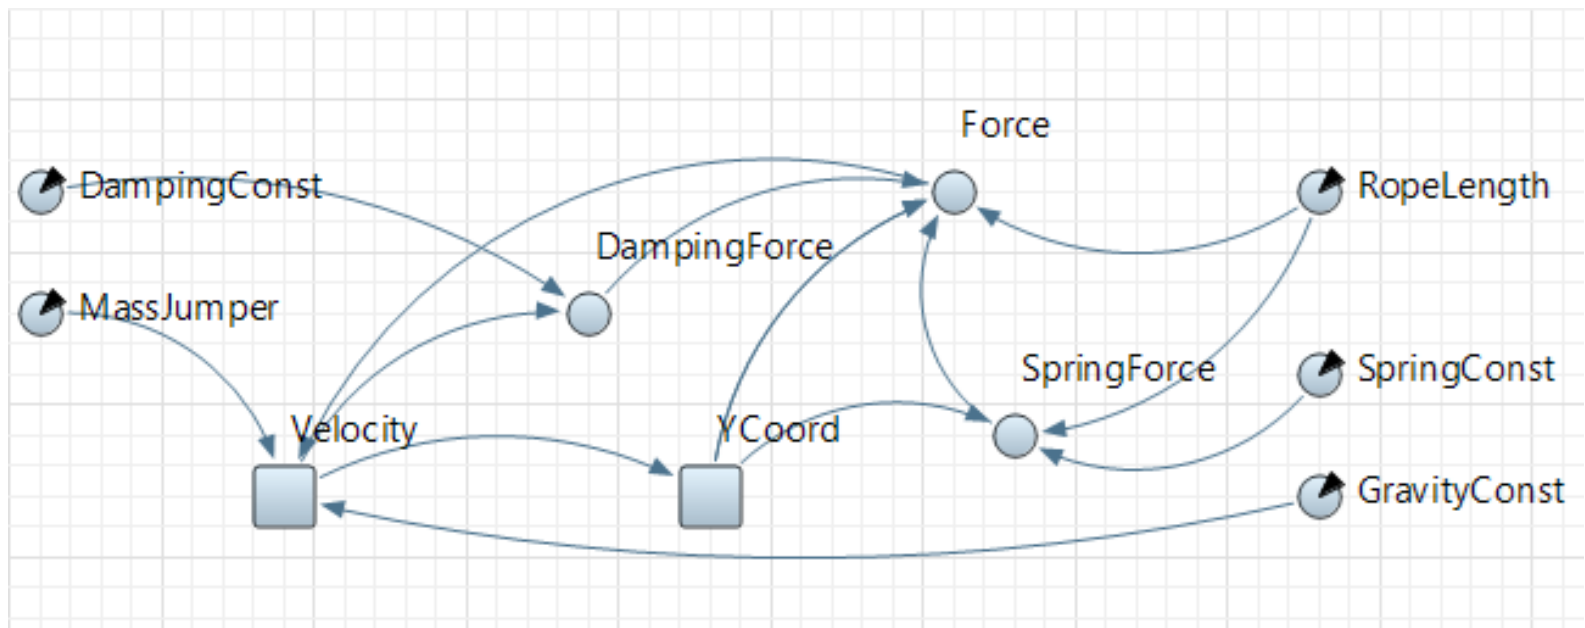 Force
DampingConst
RopeLength
DampingForce
MassJumper
SpringForce
SpringConst
Velocity
YCoord
GravityConst